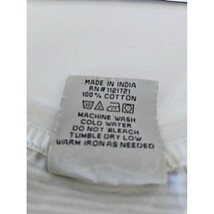 MADE IN INDIA
RN# 1121721
100% COTTON
MACHINE WASH
COLD WATER
DO NOT BLEACH
TUMBLE DRY LOW
WARM IRON AS NEEDED